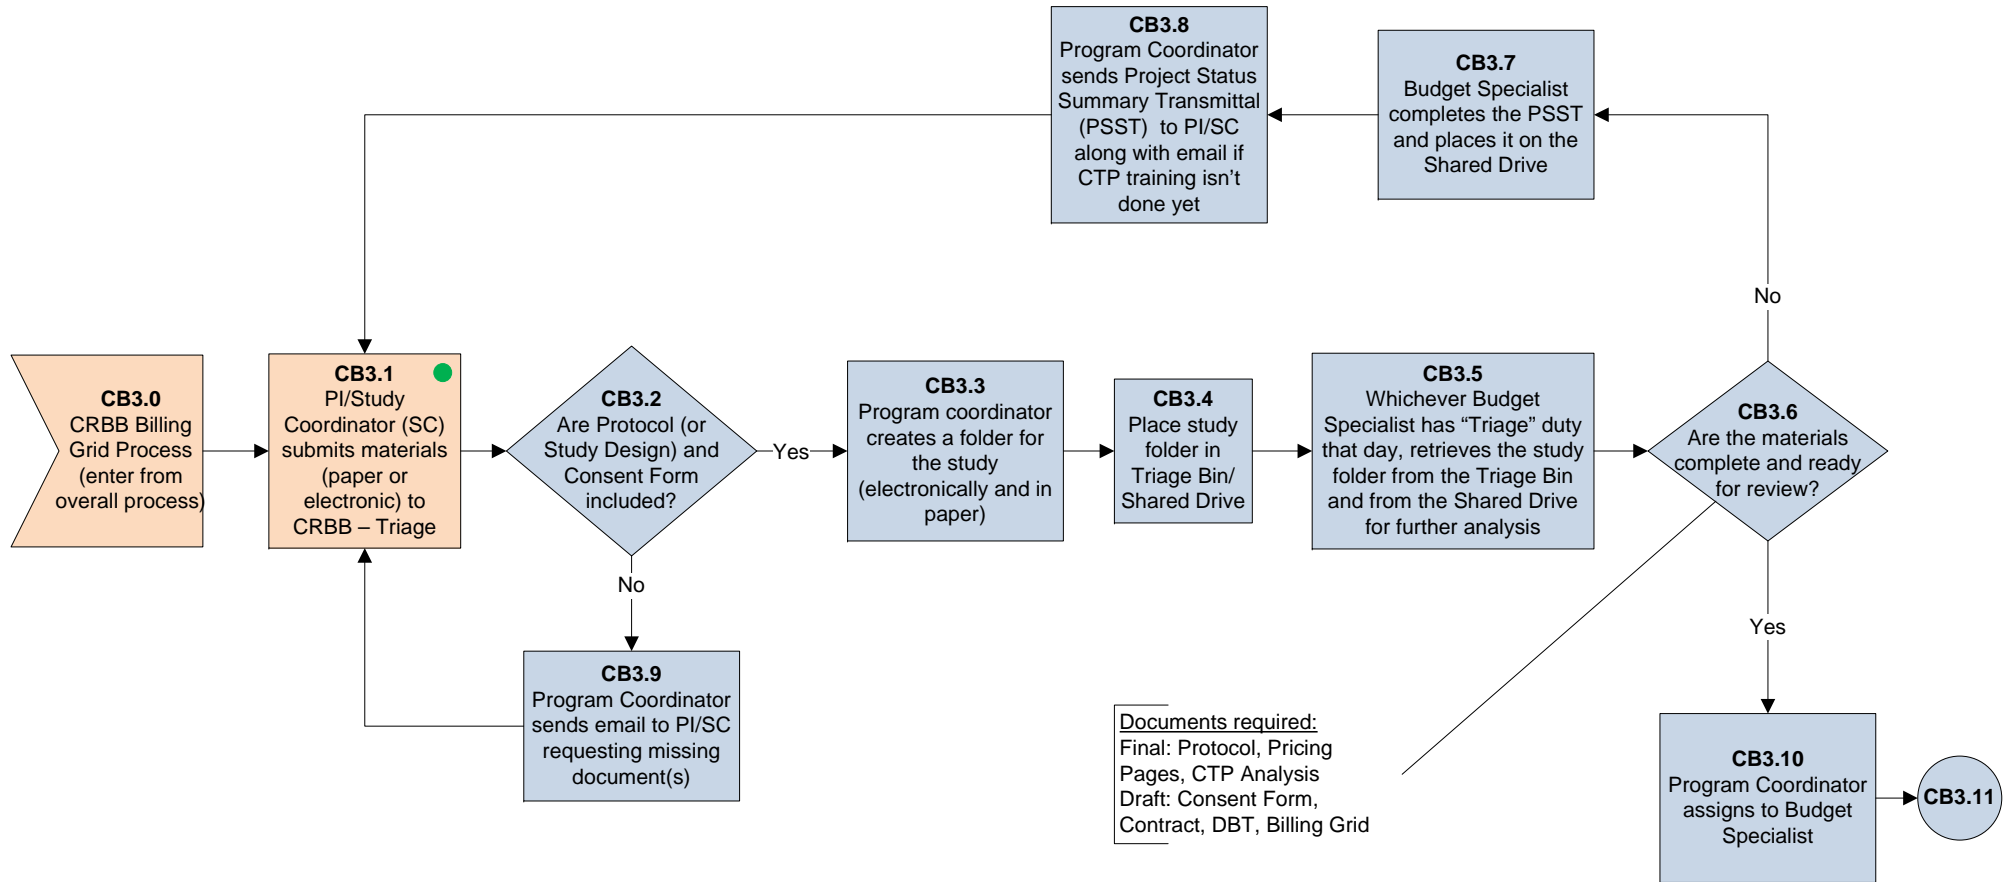 CB3.8
Program Coordinator
sends Project Status
Summary Transmittal
(PSST) to PI/SC
along with email if
CTP training isn't
done yet
CB3.7
Budget Specialist
completes the PSST
and places it on the
Shared Drive
No
CB3.0
CRBB Billing
Grid Process
(enter from
overall process)
CB3.1
PI/Study
Coordinator (SC)
submits materials
(paper or
electronic) to
CRBB – Triage
CB3.2
Are Protocol (or
Study Design) and
Consent Form
included?
Yes
CB3.3
Program coordinator
creates a folder for
the study
(electronically and in
paper)
CB3.4
Place study
folder in
Triage Bin/
Shared Drive
CB3.5
Whichever Budget
Specialist has “Triage” duty
that day, retrieves the study
folder from the Triage Bin
and from the Shared Drive
for further analysis
CB3.6
Are the materials
complete and ready
for review?
No
Yes
CB3.9
Program Coordinator
sends email to PI/SC
requesting missing
document(s)
Documents required:
Final: Protocol, Pricing
Pages, CTP Analysis
Draft: Consent Form,
Contract, DBT, Billing Grid
CB3.10
Program Coordinator
assigns to Budget
Specialist
CB3.11